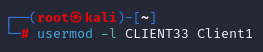 ┌──(root㉿kali)-[~]
└─# usermod -l CLIENT33 Client1